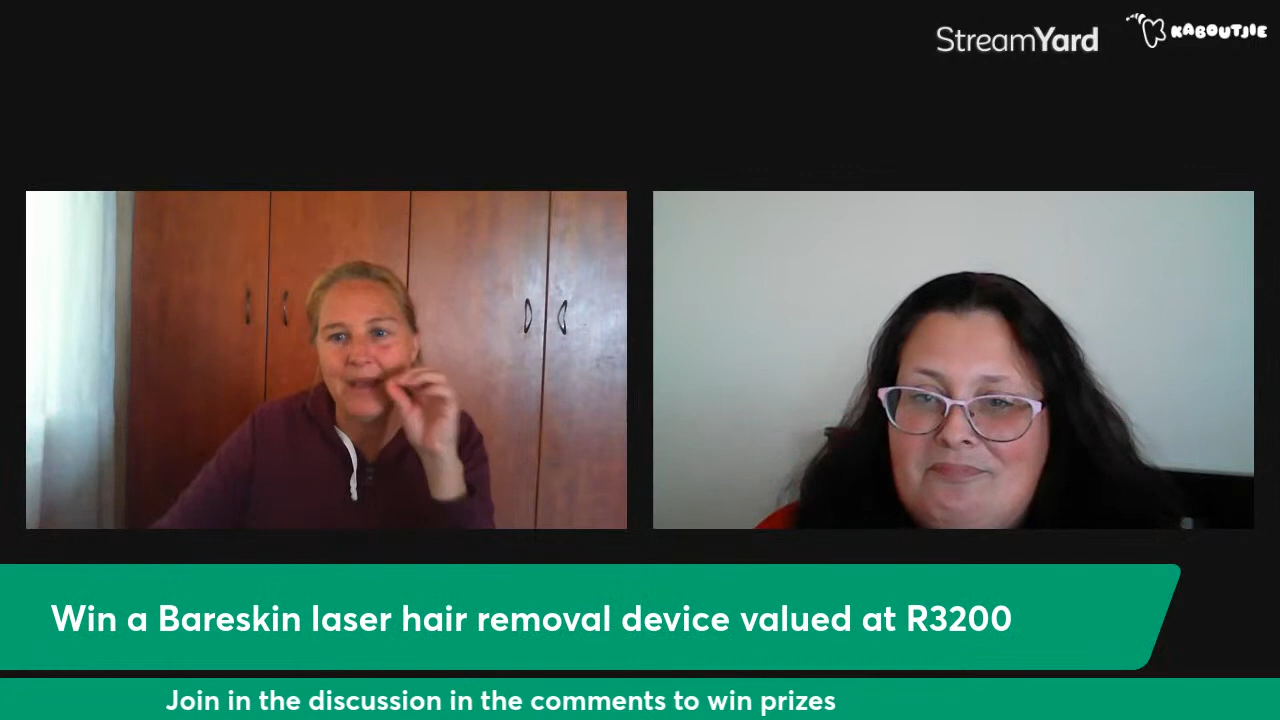 StreamYard
KABOUTJIE
Win a Bareskin laser hair removal device valued at R3200
Join in the discussion in the comments to win prizes